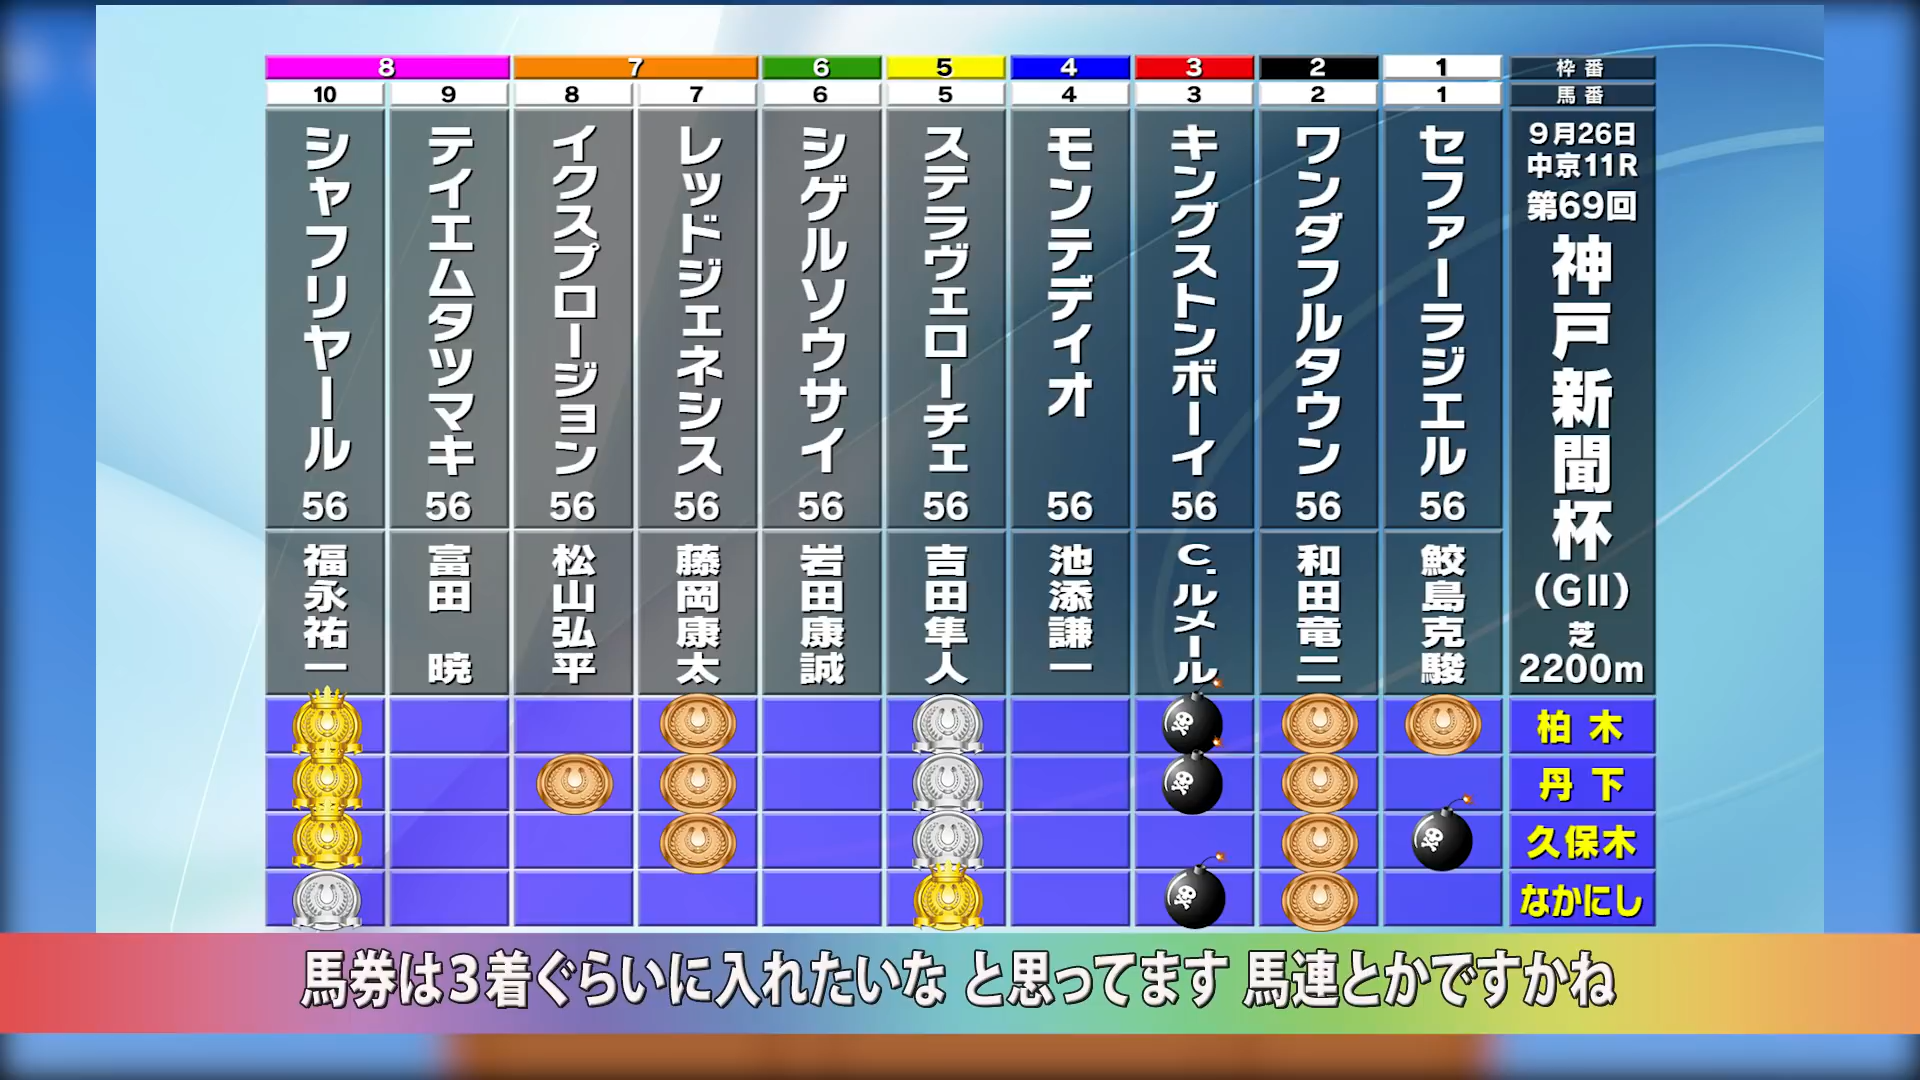 枠番 1 2 3 4 5 6 7 8
馬番 1 2 3 4 5 6 7 8 9 10
9月26日
中京11R
第69回
神戸新聞杯
(GII)
芝
2200m
セファーラジエル 56 鮫島克駿
ワンダフルタウン 56 和田竜二
キングストンボーイ 56 C.ルメール
モンテディオ 56 池添謙一
ステラヴェローチェ 56 吉田隼人
シゲルソウサイ 56 岩田康誠
レッドジェネシス 56 藤岡康太
イクスプロージョン 56 松山弘平
テイエムタツマキ 56 富田 暁
シャフリヤール 56 福永祐一
柏木
丹下
久保木
なかにし
馬券は3着ぐらいに入れたいな と思ってます 馬連とかですかね